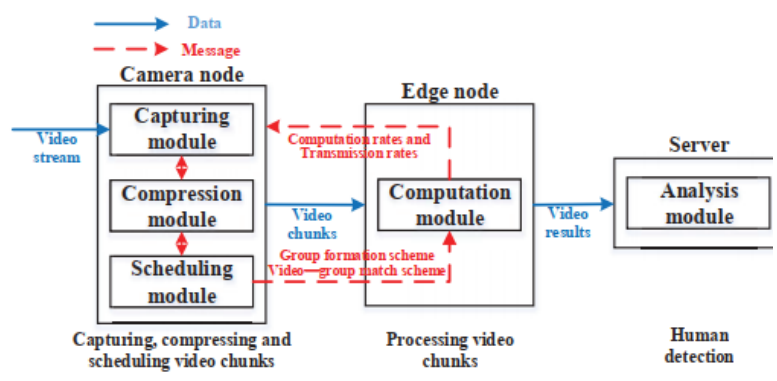 Data
Message
Camera node
Capturing
module
Video
stream
Compression
module
Scheduling
module
Capturing, compressing and
scheduling video chunks
Video
chunks
Computation rates and
Transmission rates
Group formation scheme
Video—group match scheme
Edge node
Computation
module
Processing video
chunks
Video
results
Server
Analysis
module
Human
detection